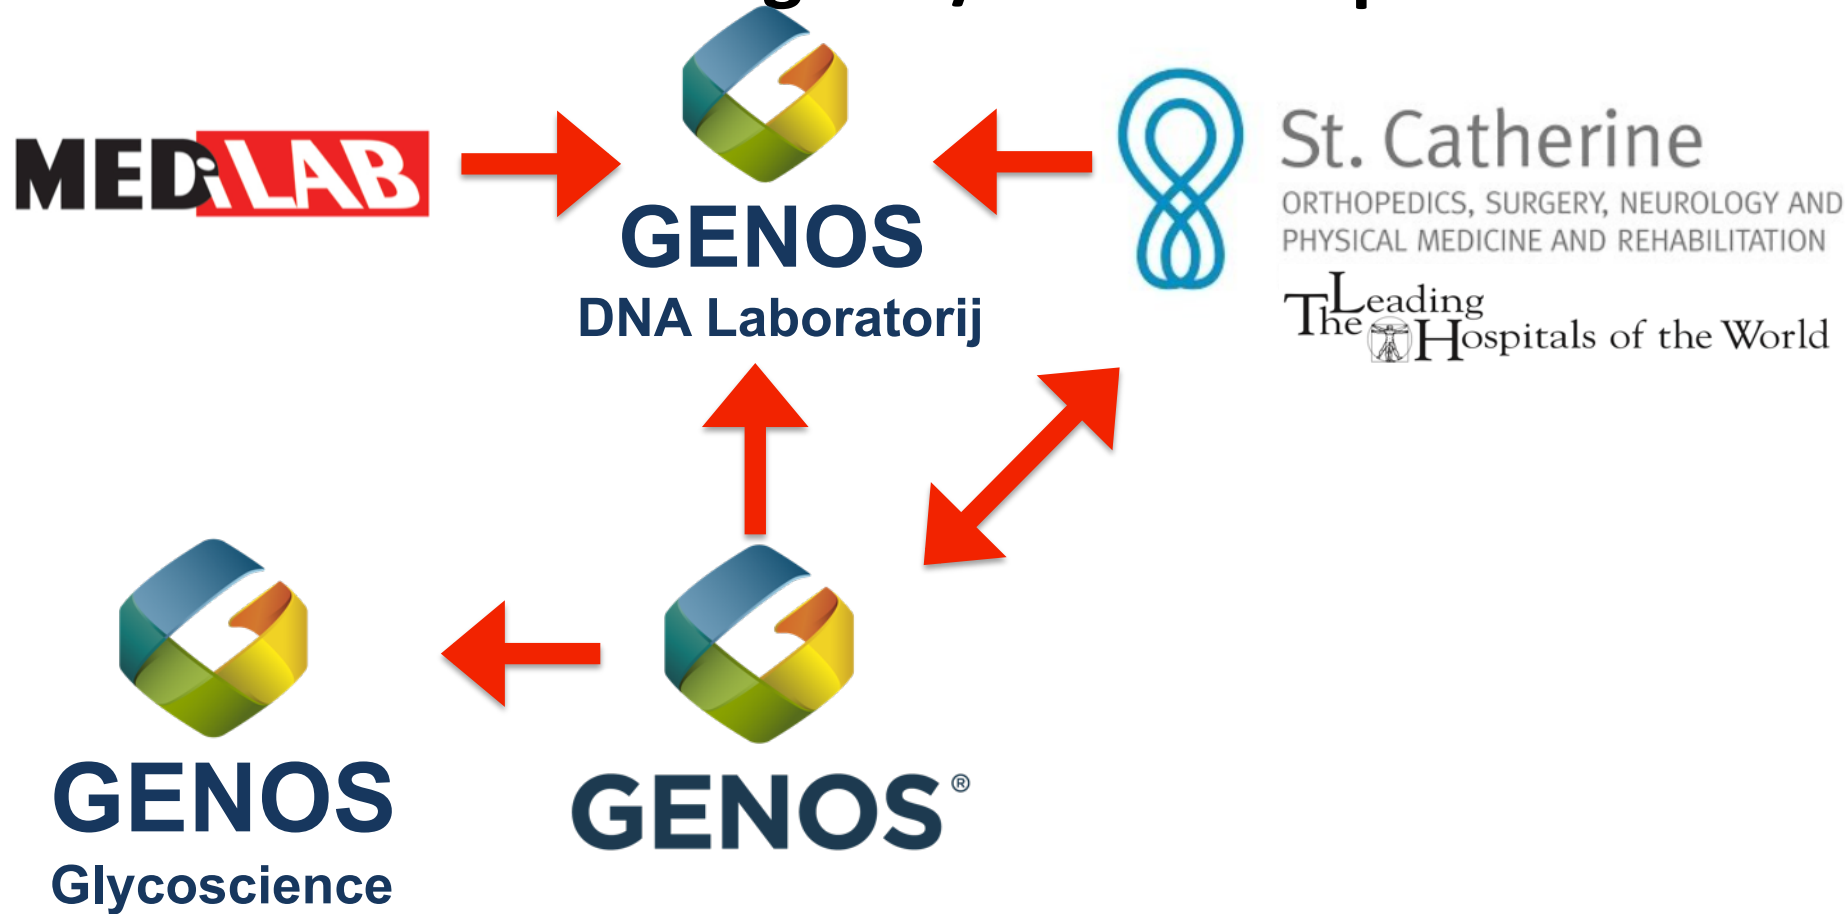 MEDiLAB
GENOS
DNA Laboratorij
St. Catherine
ORTHOPEDICS, SURGERY, NEUROLOGY AND
PHYSICAL MEDICINE AND REHABILITATION
The Leading
Hospitals of the World
GENOS
Glycoscience
GENOS®